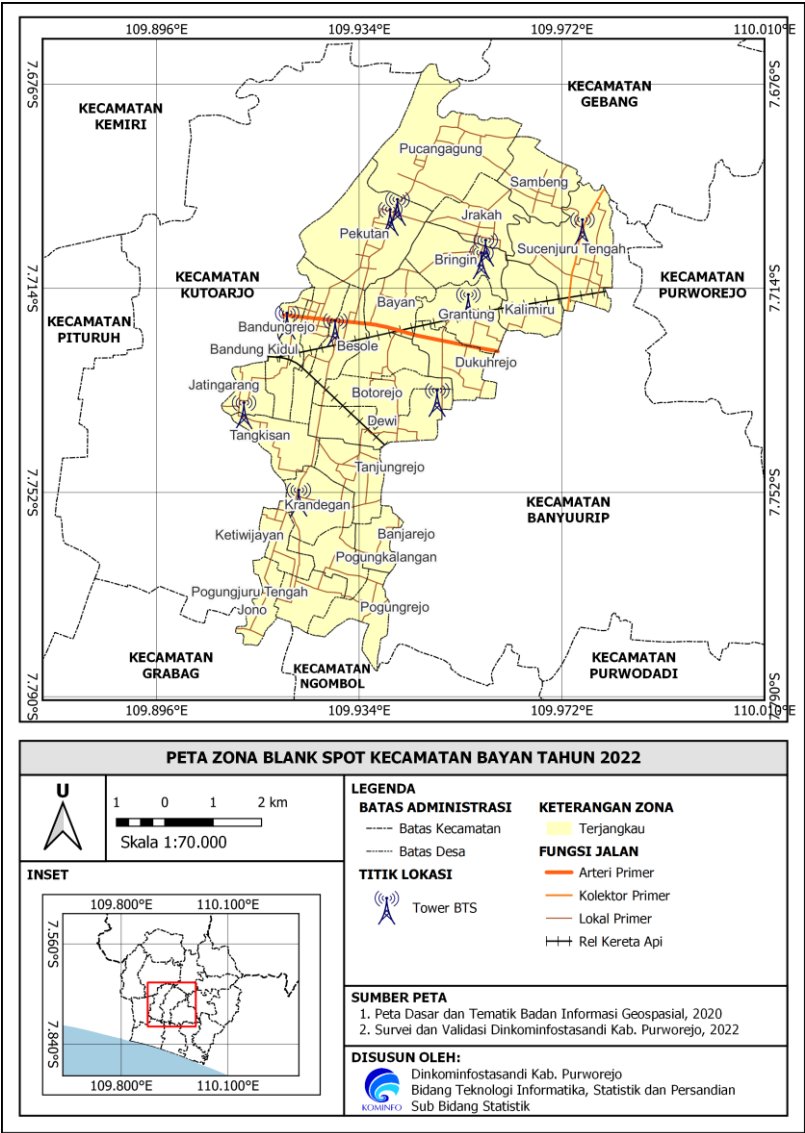 109.896°E 109.934°E 109.972°E 110.010°E
7.676°S 7.676°S
KECAMATAN
GEBANG
KECAMATAN
KEMIRI
Pucangagung
Sambeng
Jrakah
Pekutan
Sucenjuru Tengah
Bringin
KECAMATAN
KUTOARJO
KECAMATAN
PURWOREJO
7.714°S 7.714°S
Bayan
Grantung
Kalimiru
KECAMATAN
PITURUH
Bandungrejo
Bandung Kidul
Besole
Dukuhrejo
Jatingarang
Botorejo
Dewi
Tangkisan
Tanjungrejo
7.752°S 7.752°S
Krandegan
KECAMATAN
BANYUURIP
Ketiwijayan
Banjarejo
Pogungkalangan
Pogungjuru Tengah
Jono
Pogungrejo
KECAMATAN
GRABAG
KECAMATAN
NGOMBOL
KECAMATAN
PURWODADI
7.790°S 7.790°S
109.896°E 109.934°E 109.972°E 110.010°E
PETA ZONA BLANK SPOT KECAMATAN BAYAN TAHUN 2022
U
1 0 1 2 km
Skala 1:70.000
INSET
109.800°E 110.100°E
7.560°S
7.840°S
109.800°E 110.100°E
LEGENDA
BATAS ADMINISTRASI
Batas Kecamatan
Batas Desa
TITIK LOKASI
Tower BTS
KETERANGAN ZONA
Terjangkau
FUNGSI JALAN
Arteri Primer
Kolektor Primer
Lokal Primer
Rel Kereta Api
SUMBER PETA
1. Peta Dasar dan Tematik Badan Informasi Geospasial, 2020
2. Survei dan Validasi Dinkominfostasandi Kab. Purworejo, 2022
DISUSUN OLEH:
KOMINFO
Dinkominfostasandi Kab. Purworejo
Bidang Teknologi Informatika, Statistik dan Persandian
Sub Bidang Statistik